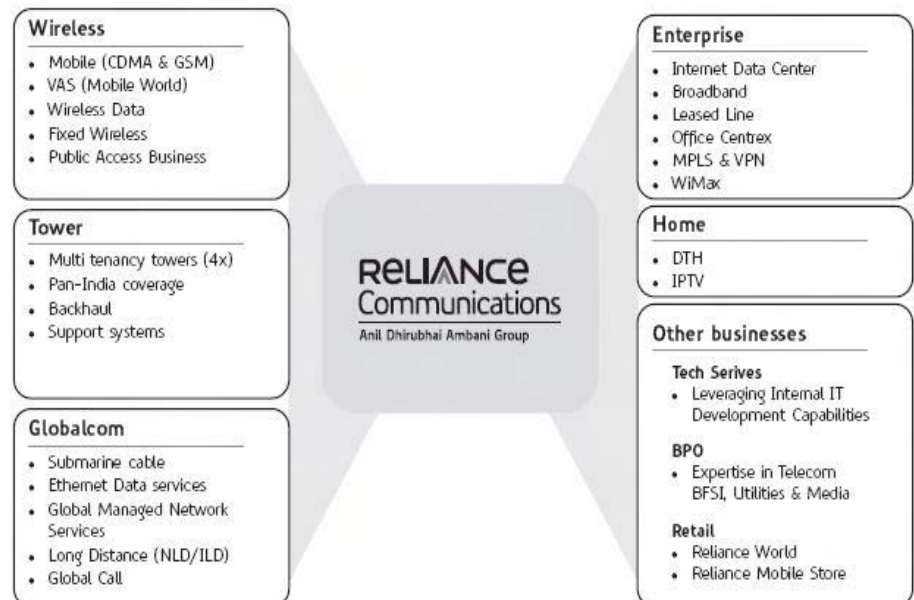 Wireless
• Mobile (CDMA & GSM)
• VAS (Mobile World)
• Wireless Data
• Fixed Wireless
• Public Access Business
Tower
• Multi tenancy towers (4x)
• Pan-India coverage
• Backhaul
• Support systems
Globalcom
• Submarine cable
• Ethernet Data services
• Global Managed Network
Services
• Long Distance (NLD/ILD)
• Global Call
RELIANCE
Communications
Anil Dhirubhai Ambani Group
Enterprise
• Internet Data Center
• Broadband
• Leased Line
• Office Centrex
• MPLS & VPN
• WiMax
Home
• DTH
• IPTV
Other businesses
Tech Serives
• Leveraging Internal IT
Development Capabilities
BPO
• Expertise in Telecom
BFSI, Utilities & Media
Retail
• Reliance World
• Reliance Mobile Store